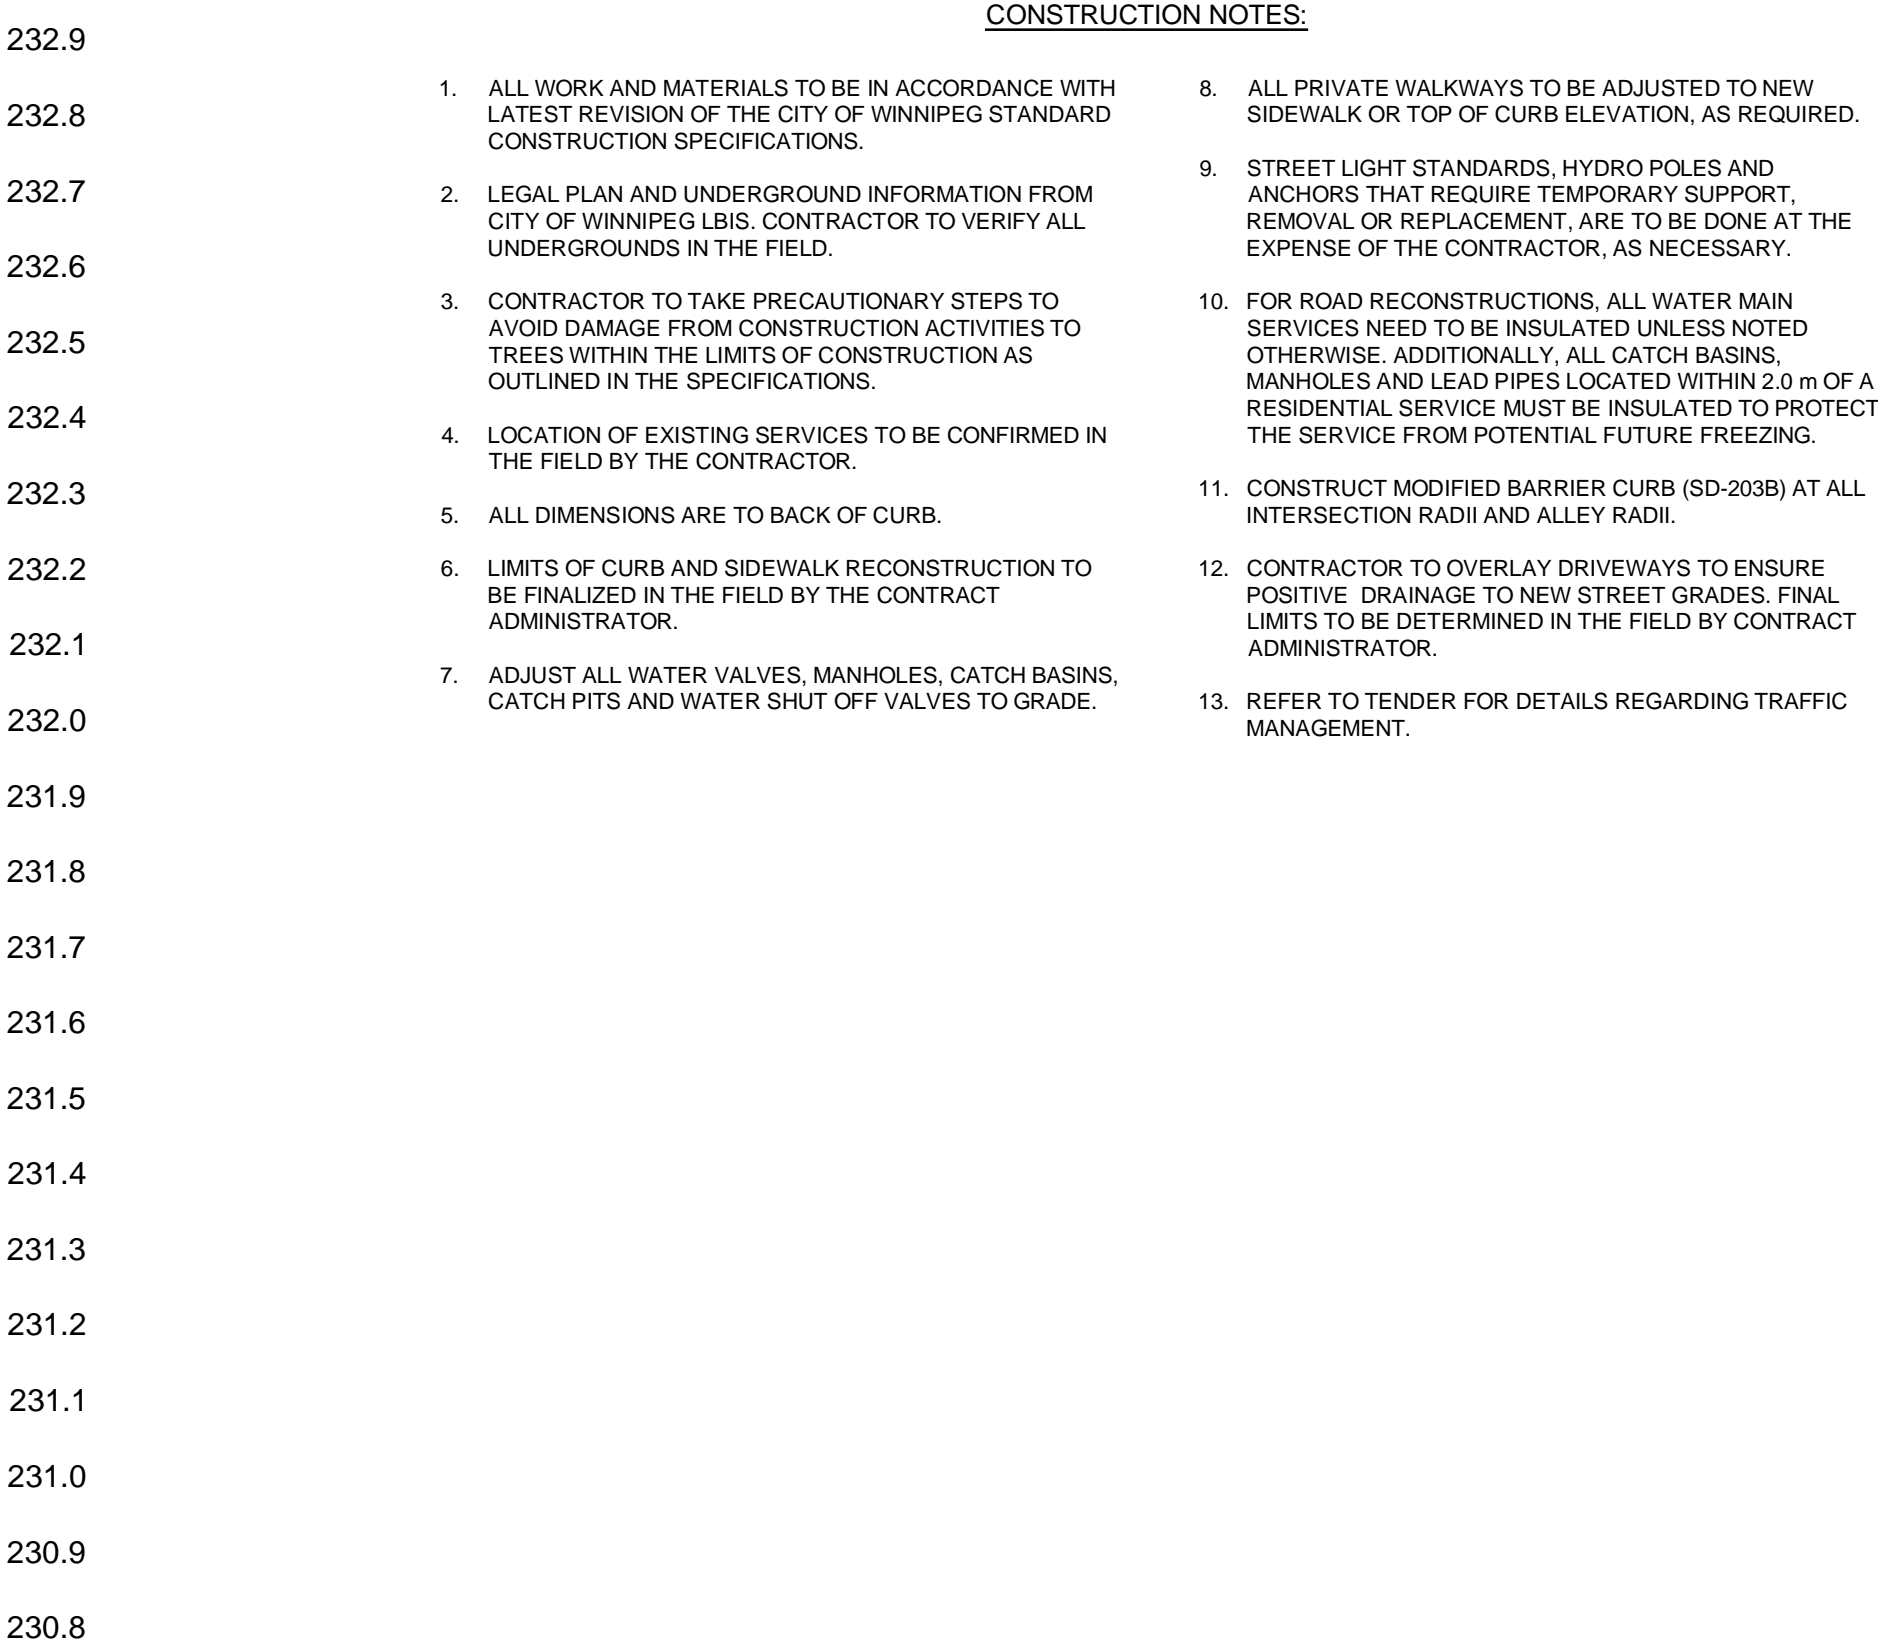 CONSTRUCTION NOTES:
232.9
232.8
232.7
232.6
232.5
232.4
232.3
232.2
232.1
232.0
231.9
231.8
231.7
231.6
231.5
231.4
231.3
231.2
231.1
231.0
230.9
230.8
1. ALL WORK AND MATERIALS TO BE IN ACCORDANCE WITH
LATEST REVISION OF THE CITY OF WINNIPEG STANDARD
CONSTRUCTION SPECIFICATIONS.
2. LEGAL PLAN AND UNDERGROUND INFORMATION FROM
CITY OF WINNIPEG LBIS. CONTRACTOR TO VERIFY ALL
UNDERGROUNDS IN THE FIELD.
3. CONTRACTOR TO TAKE PRECAUTIONARY STEPS TO
AVOID DAMAGE FROM CONSTRUCTION ACTIVITIES TO
TREES WITHIN THE LIMITS OF CONSTRUCTION AS
OUTLINED IN THE SPECIFICATIONS.
4. LOCATION OF EXISTING SERVICES TO BE CONFIRMED IN
THE FIELD BY THE CONTRACTOR.
5. ALL DIMENSIONS ARE TO BACK OF CURB.
6. LIMITS OF CURB AND SIDEWALK RECONSTRUCTION TO
BE FINALIZED IN THE FIELD BY THE CONTRACT
ADMINISTRATOR.
7. ADJUST ALL WATER VALVES, MANHOLES, CATCH BASINS,
CATCH PITS AND WATER SHUT OFF VALVES TO GRADE.
8. ALL PRIVATE WALKWAYS TO BE ADJUSTED TO NEW
SIDEWALK OR TOP OF CURB ELEVATION, AS REQUIRED.
9. STREET LIGHT STANDARDS, HYDRO POLES AND
ANCHORS THAT REQUIRE TEMPORARY SUPPORT,
REMOVAL OR REPLACEMENT, ARE TO BE DONE AT THE
EXPENSE OF THE CONTRACTOR, AS NECESSARY.
10. FOR ROAD RECONSTRUCTIONS, ALL WATER MAIN
SERVICES NEED TO BE INSULATED UNLESS NOTED
OTHERWISE. ADDITIONALLY, ALL CATCH BASINS,
MANHOLES AND LEAD PIPES LOCATED WITHIN 2.0 m OF A
RESIDENTIAL SERVICE MUST BE INSULATED TO PROTECT
THE SERVICE FROM POTENTIAL FUTURE FREEZING.
11. CONSTRUCT MODIFIED BARRIER CURB (SD-203B) AT ALL
INTERSECTION RADII AND ALLEY RADII.
12. CONTRACTOR TO OVERLAY DRIVEWAYS TO ENSURE
POSITIVE DRAINAGE TO NEW STREET GRADES. FINAL
LIMITS TO BE DETERMINED IN THE FIELD BY CONTRACT
ADMINISTRATOR.
13. REFER TO TENDER FOR DETAILS REGARDING TRAFFIC
MANAGEMENT.